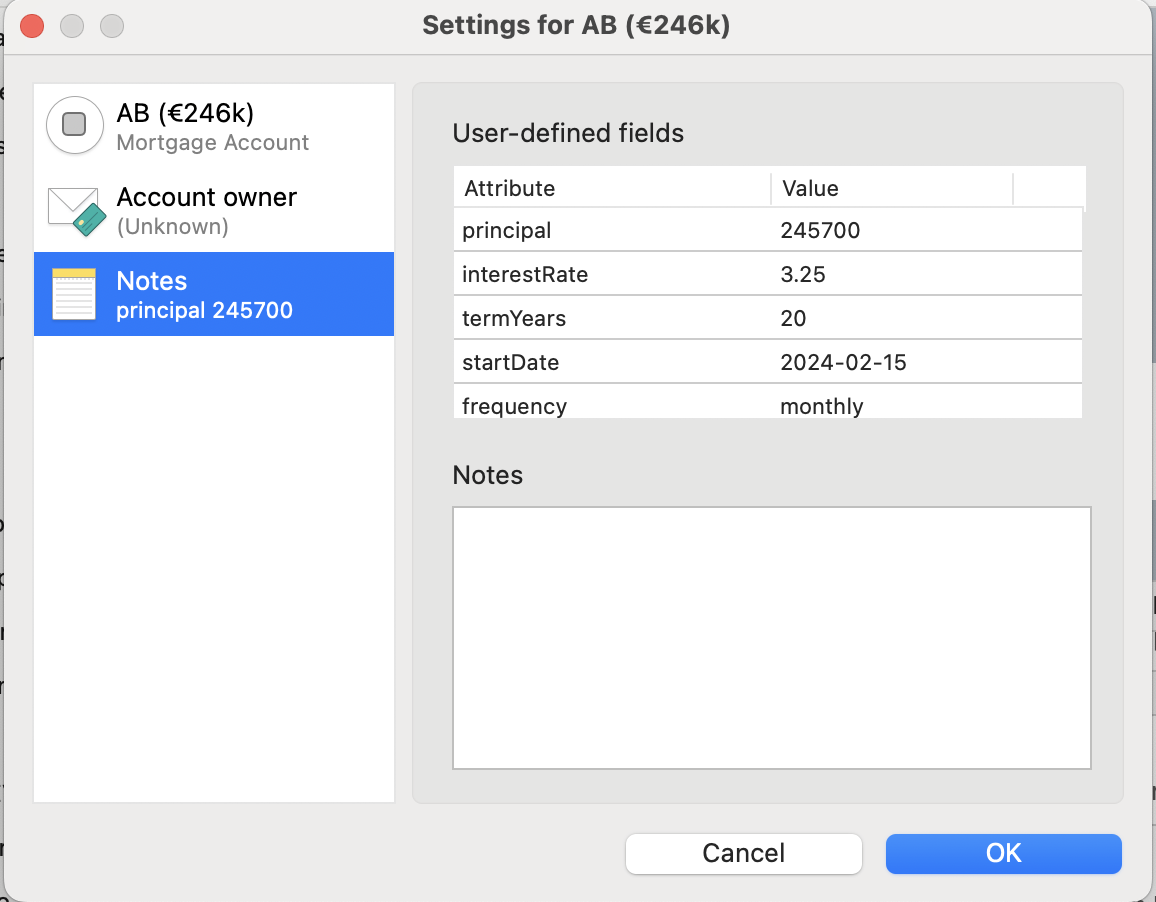 Settings for AB (€246k)
AB (€246k)
Mortgage Account
Account owner
(Unknown)
Notes
principal 245700
User-defined fields
Attribute Value
principal 245700
interestRate 3.25
termYears 20
startDate 2024-02-15
frequency monthly
Notes
Cancel OK